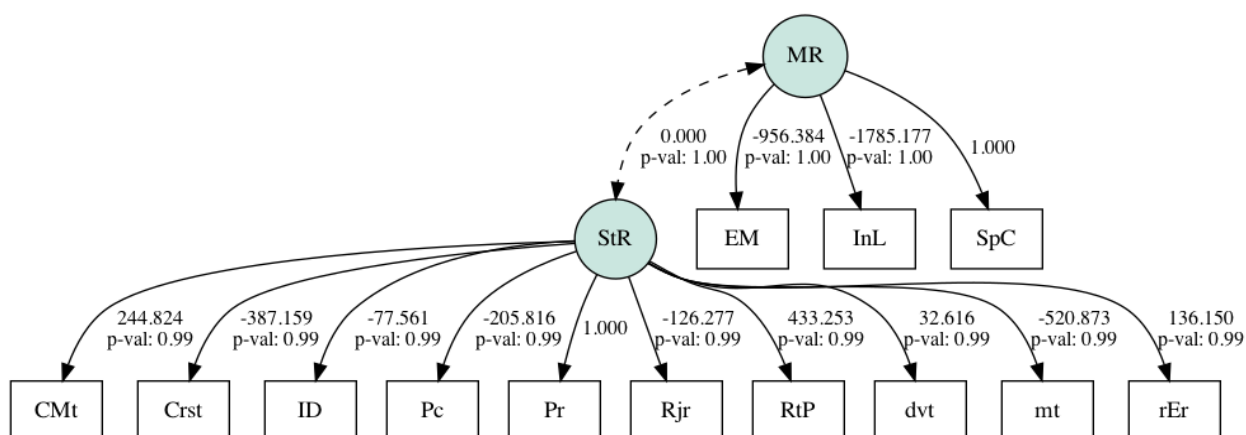 MR
0.000
p-val: 1.00
-956.384
p-val: 1.00
-1785.177
p-val: 1.00
1.000
StR
EM
InL
SpC
244.824
p-val: 0.99
-387.159
p-val: 0.99
-77.561
p-val: 0.99
-205.816
p-val: 0.99
1.000
-126.277
p-val: 0.99
433.253
p-val: 0.99
32.616
p-val: 0.99
-520.873
p-val: 0.99
136.150
p-val: 0.99
CMt
Crst
ID
Pc
Pr
Rjr
RtP
dvt
mt
rEr